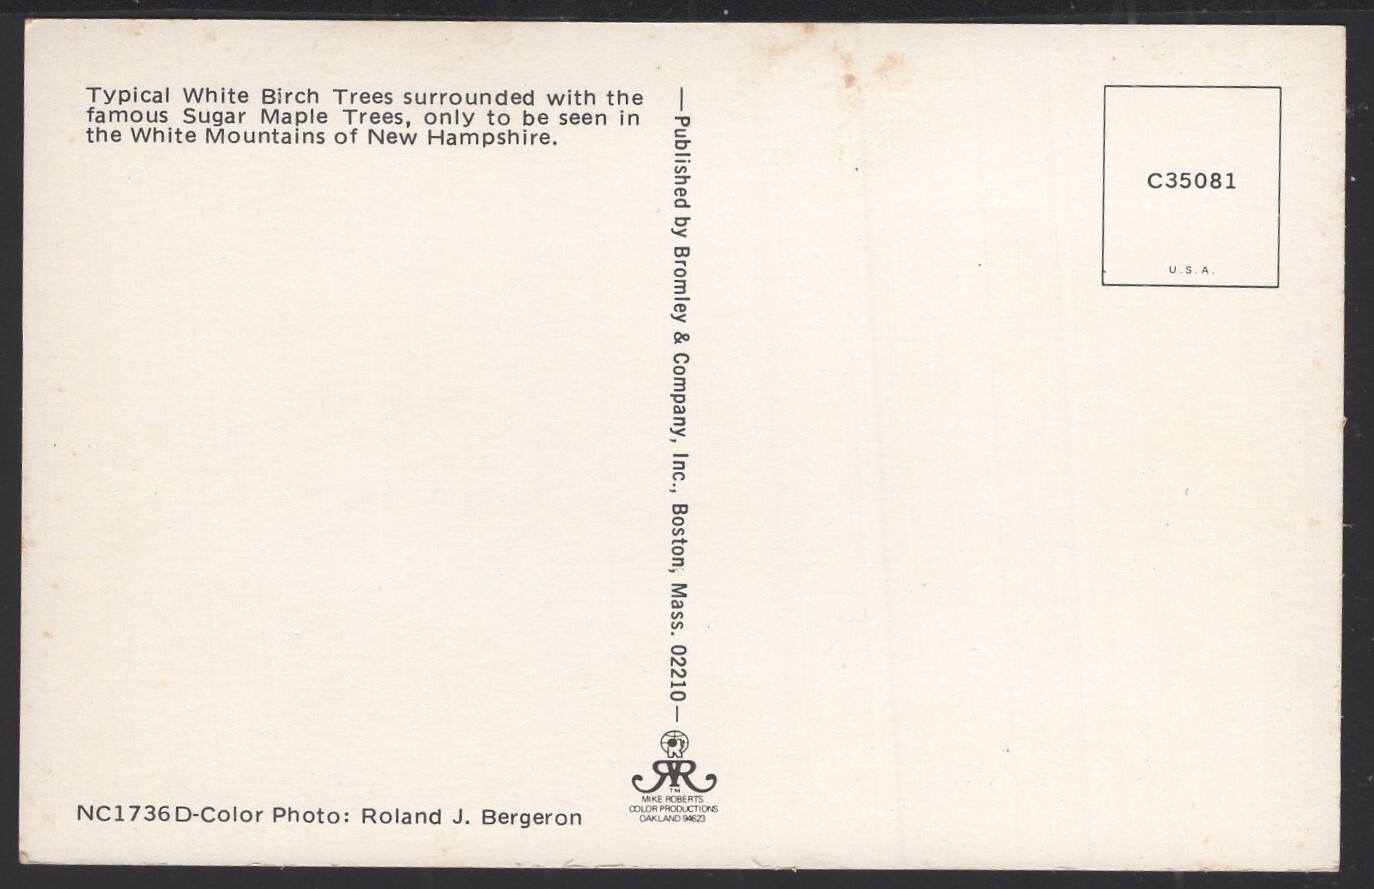 Typical White Birch Trees surrounded with the
famous Sugar Maple Trees, only to be seen in
the White Mountains of New Hampshire.
—Published by Bromley & Company, Inc., Boston, Mass. 02210—
C35081
U.S.A.
TM
MIKE ROBERTS
COLOR PRODUCTIONS
OAKLAND 94623
NC1736D-Color Photo: Roland J. Bergeron